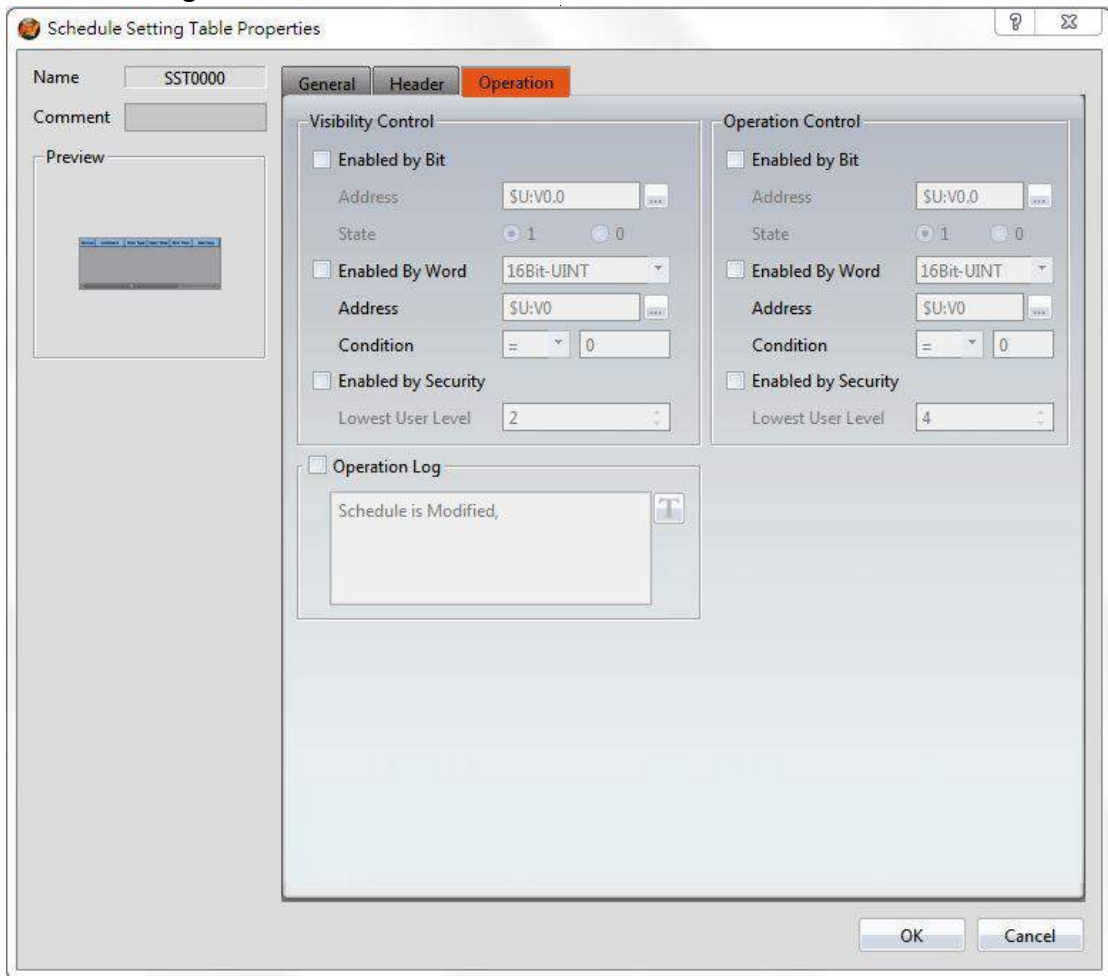 Schedule Setting Table Properties
Name SST0000
Comment
Preview
General Header Operation
Visibility Control
Enabled by Bit
Address $U:V0.0 ...
State 1 0
Enabled By Word 16Bit-UINT
Address $U:V0 ...
Condition = 0
Enabled by Security
Lowest User Level 2
Operation Control
Enabled by Bit
Address $U:V0.0 ...
State 1 0
Enabled By Word 16Bit-UINT
Address $U:V0 ...
Condition = 0
Enabled by Security
Lowest User Level 4
Operation Log
Schedule is Modified,
T
OK Cancel